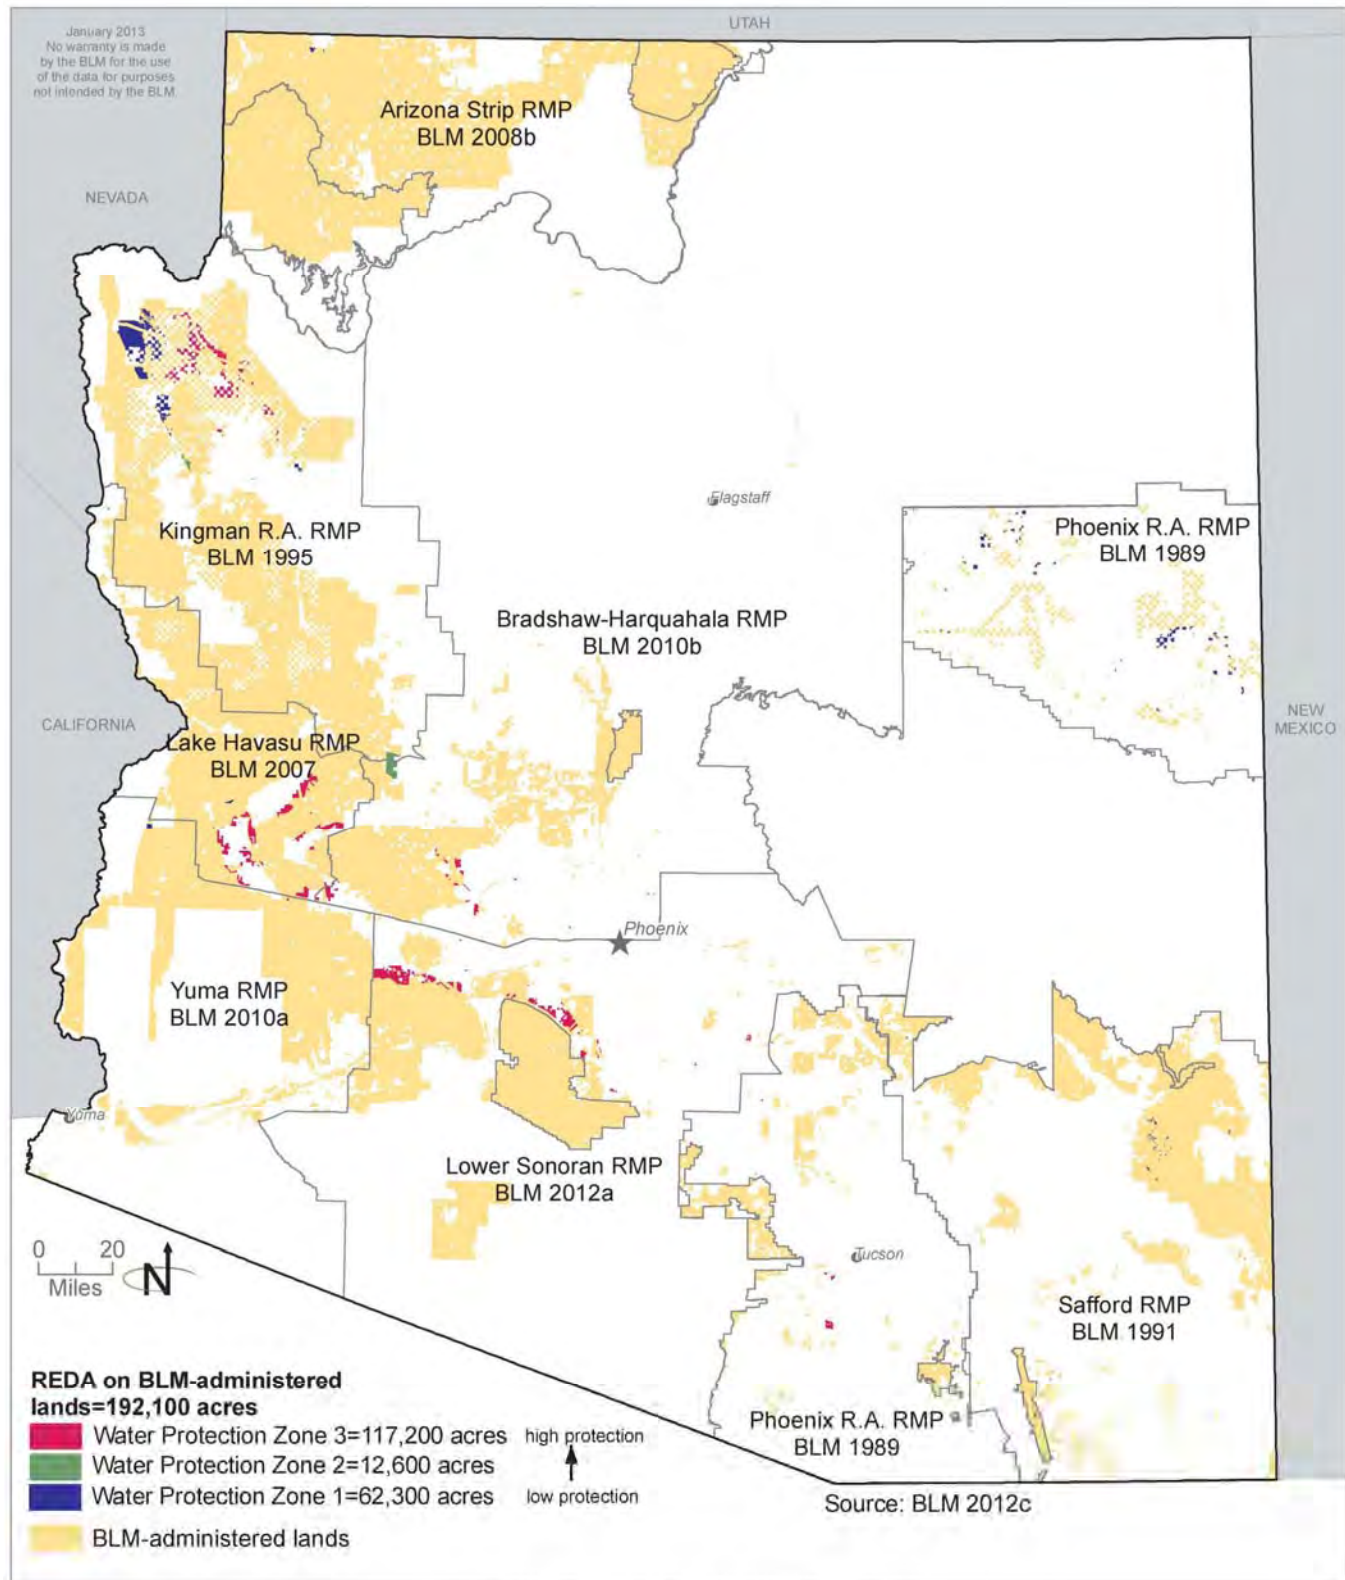 January 2013
No warranty is made
by the BLM for the use
of the data for purposes
not intended by the BLM.
UTAH
Arizona Strip RMP
BLM 2008b
NEVADA
Flagstaff
Kingman R.A. RMP
BLM 1995
Phoenix R.A. RMP
BLM 1989
Bradshaw-Harquahala RMP
BLM 2010b
CALIFORNIA
NEW
MEXICO
Lake Havasu RMP
BLM 2007
Phoenix
Yuma RMP
BLM 2010a
Yuma
Lower Sonoran RMP
BLM 2012a
Tucson
0 20
Miles
N
Safford RMP
BLM 1991
Phoenix R.A. RMP
BLM 1989
REDA on BLM-administered
lands=192,100 acres
Water Protection Zone 3=117,200 acres high protection
Water Protection Zone 2=12,600 acres
Water Protection Zone 1=62,300 acres low protection
BLM-administered lands
Source: BLM 2012c